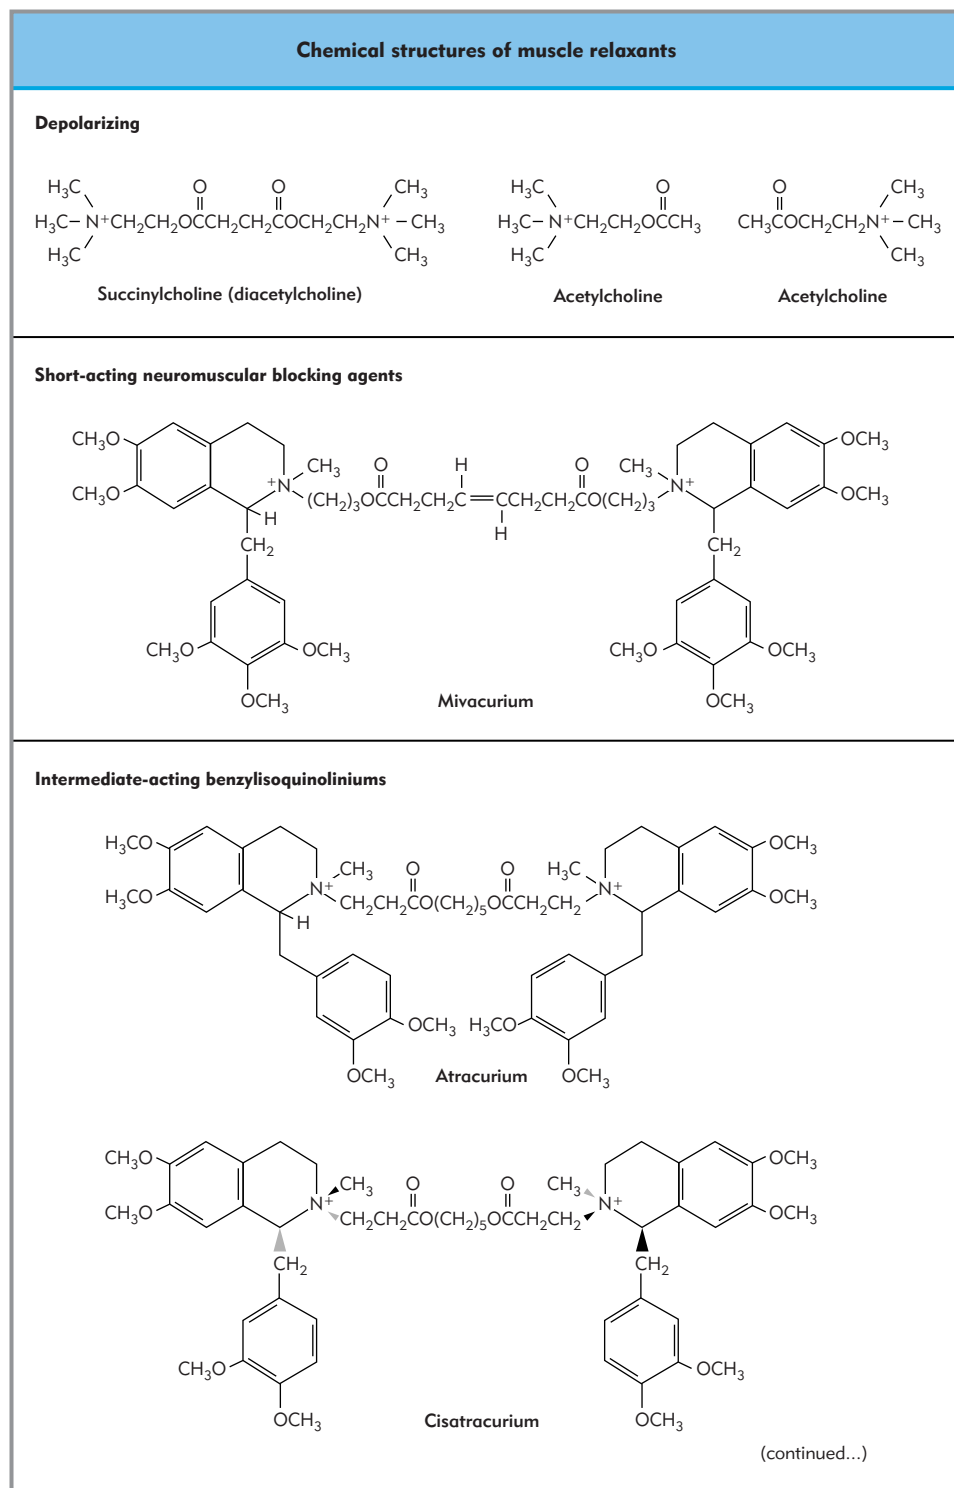 Chemical structures of muscle relaxants
Depolarizing
H₃C O O CH₃ H₃C O O CH₃
H₃C–N⁺CH₂CH₂OCCH₂CH₂COCH₂CH₂N⁺–CH₃ H₃C–N⁺CH₂CH₂OCCH₃ CH₃COCH₂CH₂N⁺–CH₃
H₃C CH₃ H₃C CH₃
Succinylcholine (diacetylcholine) Acetylcholine Acetylcholine
Short-acting neuromuscular blocking agents
CH₃O OCH₃
CH₃ O H O CH₃
CH₃O ⁺N (CH₂)₃OCCH₂CH₂C=CCH₂CH₂CO(CH₂)₃ N⁺ OCH₃
H H
CH₂ CH₂
CH₃O OCH₃ CH₃O OCH₃
OCH₃ Mivacurium OCH₃
Intermediate-acting benzylisoquinoliniums
H₃CO OCH₃
CH₃ O O H₃C
H₃CO N⁺ CH₂CH₂CO(CH₂)₅OCCH₂CH₂ N⁺ OCH₃
H
OCH₃ H₃CO
OCH₃ Atracurium OCH₃
CH₃O OCH₃
CH₃ O O CH₃
CH₃O N⁺ CH₂CH₂CO(CH₂)₅OCCH₂CH₂ N⁺ OCH₃
CH₂ CH₂
CH₃O OCH₃
OCH₃ Cisatracurium OCH₃
(continued...)